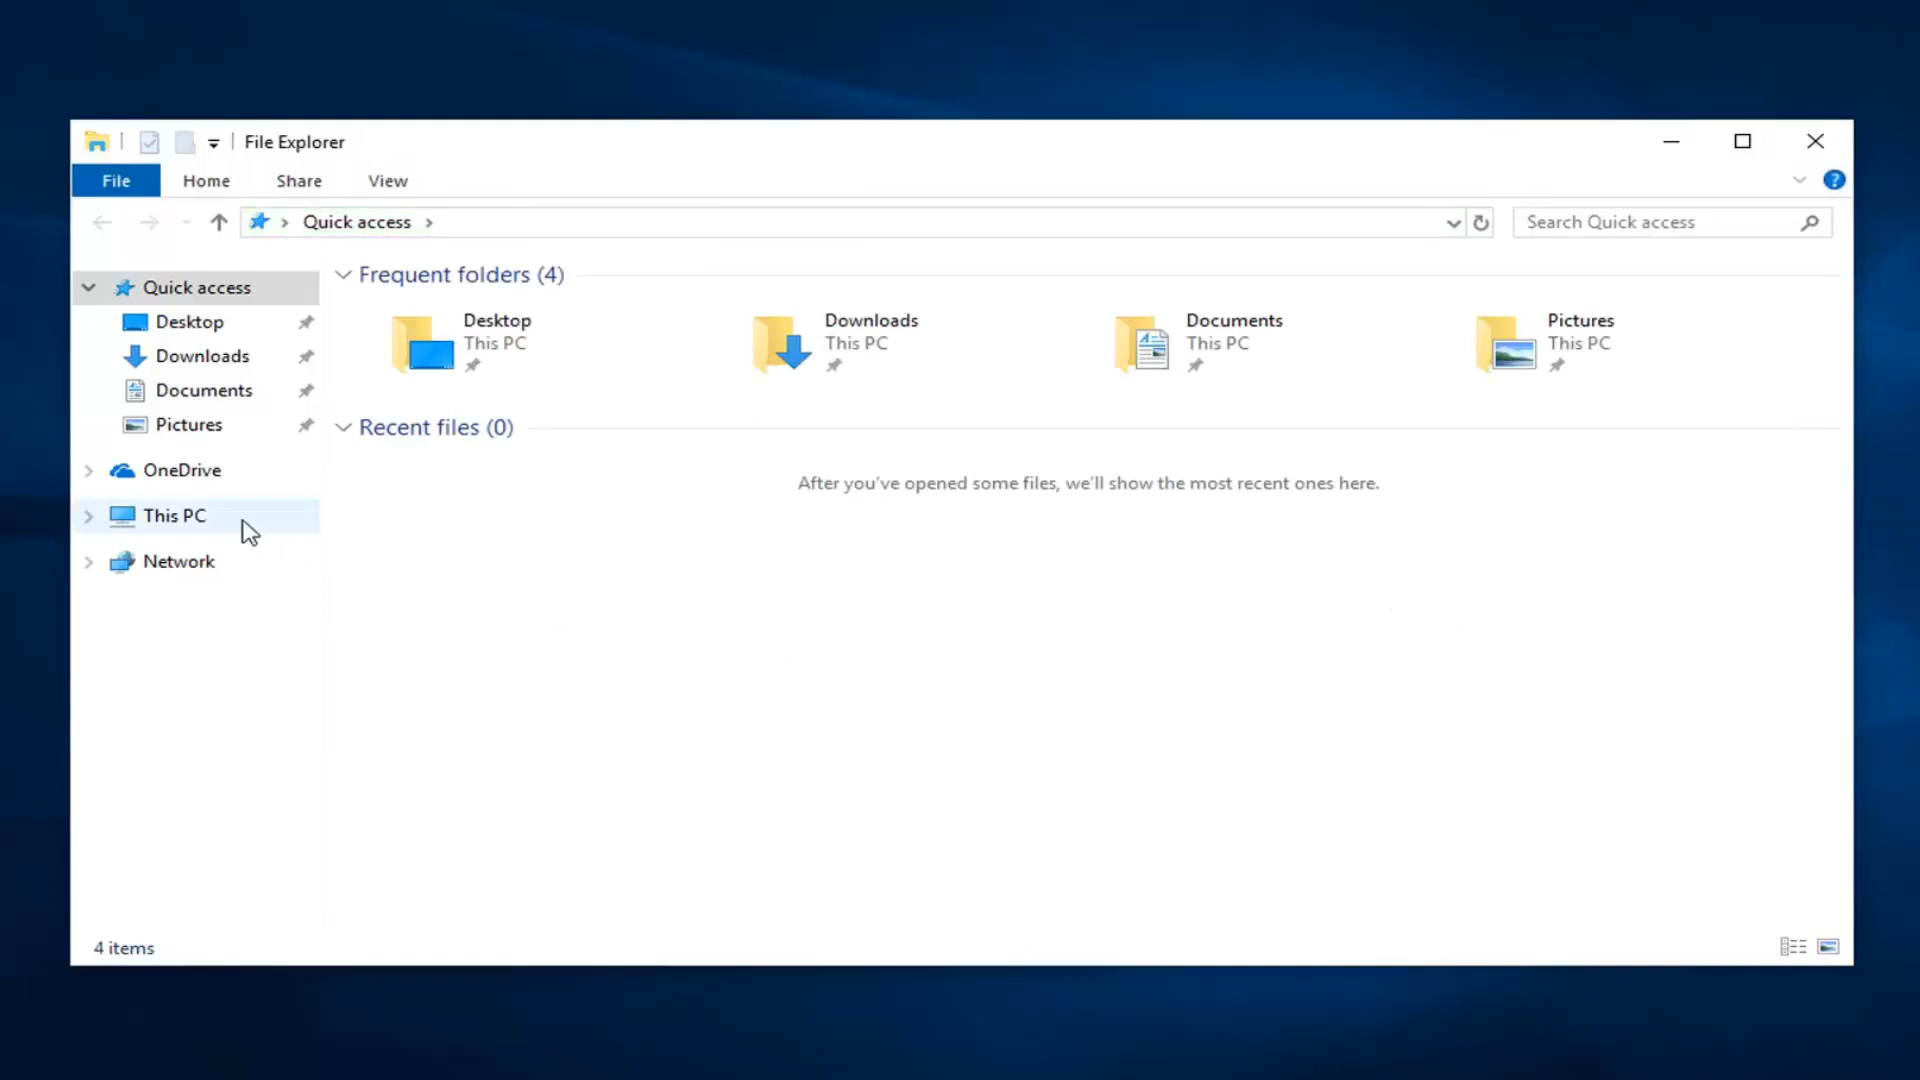 File Explorer
File Home Share View
Quick access
Search Quick access
Quick access
Desktop
Downloads
Documents
Pictures
OneDrive
This PC
Network
Frequent folders (4)
Desktop
This PC
Downloads
This PC
Documents
This PC
Pictures
This PC
Recent files (0)
After you've opened some files, we'll show the most recent ones here.
4 items